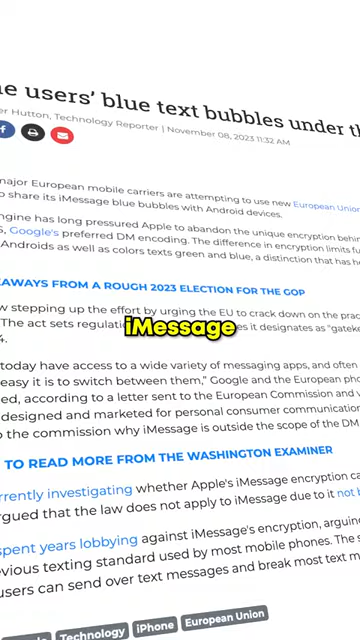 e users’ blue text bubbles under th
er Hutton, Technology Reporter | November 08, 2023 11:32 AM
major European mobile carriers are attempting to use new European Union
o share its iMessage blue bubbles with Android devices.
engine has long pressured Apple to abandon the unique encryption behin
S, Google's preferred DM encoding. The difference in encryption limits fu
Androids as well as colors texts green and blue, a distinction that has he
EAWAYS FROM A ROUGH 2023 ELECTION FOR THE GOP
w stepping up the effort by urging the EU to crack down on the prac
The act sets regulatio es it designates as "gateke
4.
iMessage
today have access to a wide variety of messaging apps, and often
easy it is to switch between them," Google and the European pho
ed, according to a letter sent to the European Commission and v
designed and marketed for personal consumer communication
o the commission why iMessage is outside the scope of the DM
TO READ MORE FROM THE WASHINGTON EXAMINER
rrently investigating whether Apple's iMessage encryption ca
rgued that the law does not apply to iMessage due to it not b
spent years lobbying against iMessage's encryption, arguing
evious texting standard used by most mobile phones. The s
users can send over text messages and break most text m
Technology iPhone European Union